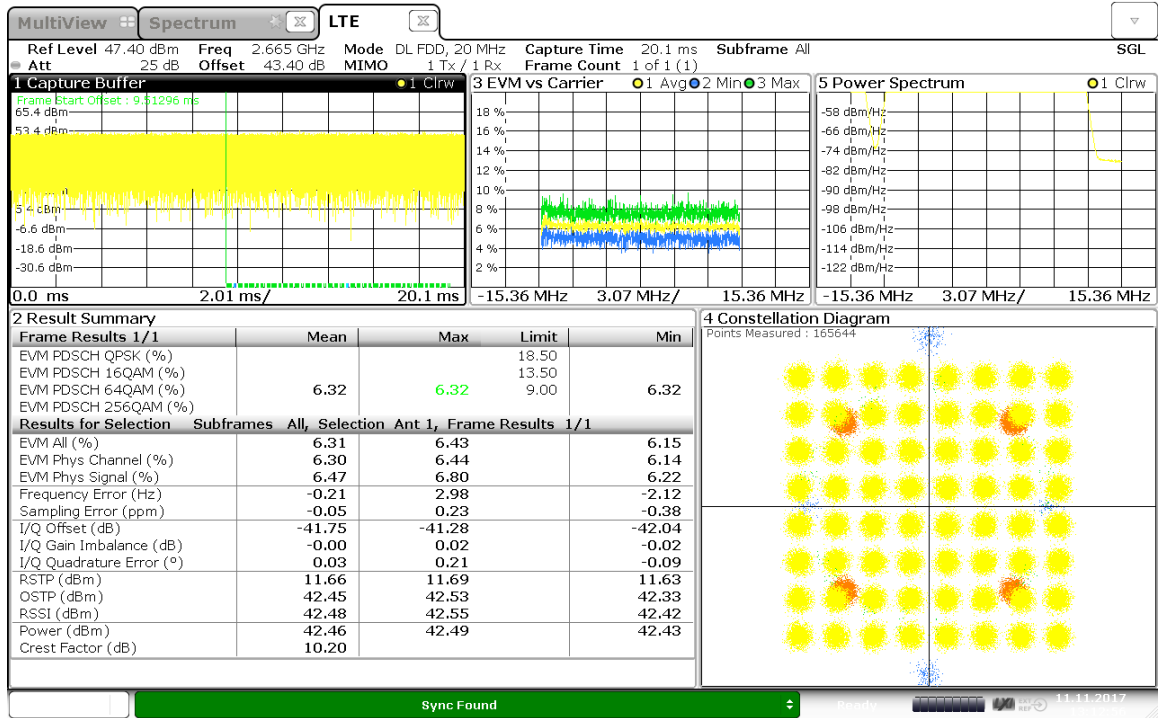 MultiView Spectrum LTE
Ref Level 47.40 dBm Freq 2.665 GHz Mode DL FDD, 20 MHz Capture Time 20.1 ms Subframe All SGL
Att 25 dB Offset 43.40 dB MIMO 1 Tx / 1 Rx Frame Count 1 of 1 (1)
1 Capture Buffer 1 Clrw
Frame Start Offset : 9.51296 ms
65.4 dBm
53.4 dBm
5.4 dBm
-6.6 dBm
-18.6 dBm
-30.6 dBm
0.0 ms 2.01 ms/ 20.1 ms
3 EVM vs Carrier 1 Avg 2 Min 3 Max
18 %
16 %
14 %
12 %
10 %
8 %
6 %
4 %
2 %
-15.36 MHz 3.07 MHz/ 15.36 MHz
5 Power Spectrum 1 Clrw
-58 dBm/Hz
-66 dBm/Hz
-74 dBm/Hz
-82 dBm/Hz
-90 dBm/Hz
-98 dBm/Hz
-106 dBm/Hz
-114 dBm/Hz
-122 dBm/Hz
-15.36 MHz 3.07 MHz/ 15.36 MHz
2 Result Summary
Frame Results 1/1 Mean Max Limit Min
EVM PDSCH QPSK (%) 18.50
EVM PDSCH 16QAM (%) 13.50
EVM PDSCH 64QAM (%) 6.32 6.32 9.00 6.32
EVM PDSCH 256QAM (%)
Results for Selection Subframes All, Selection Ant 1, Frame Results 1/1
EVM All (%) 6.31 6.43 6.15
EVM Phys Channel (%) 6.30 6.44 6.14
EVM Phys Signal (%) 6.47 6.80 6.22
Frequency Error (Hz) -0.21 2.98 -2.12
Sampling Error (ppm) -0.05 0.23 -0.38
I/Q Offset (dB) -41.75 -41.28 -42.04
I/Q Gain Imbalance (dB) -0.00 0.02 -0.02
I/Q Quadrature Error (°) 0.03 0.21 -0.09
RSTP (dBm) 11.66 11.69 11.63
OSTP (dBm) 42.45 42.53 42.33
RSSI (dBm) 42.48 42.55 42.42
Power (dBm) 42.46 42.49 42.43
Crest Factor (dB) 10.20
4 Constellation Diagram
Points Measured : 165644
Sync Found
Ready
11.11.2017